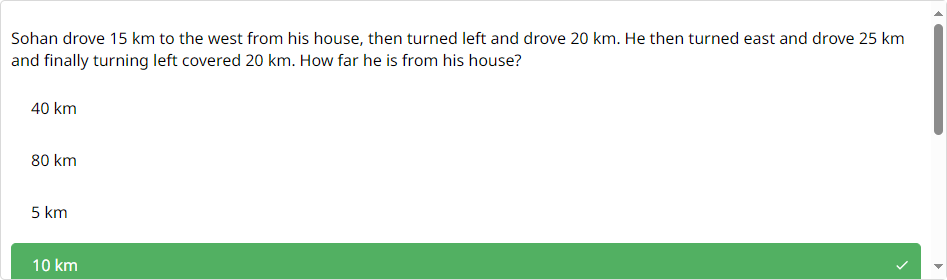 Sohan drove 15 km to the west from his house, then turned left and drove 20 km. He then turned east and drove 25 km
and finally turning left covered 20 km. How far he is from his house?
40 km
80 km
5 km
10 km